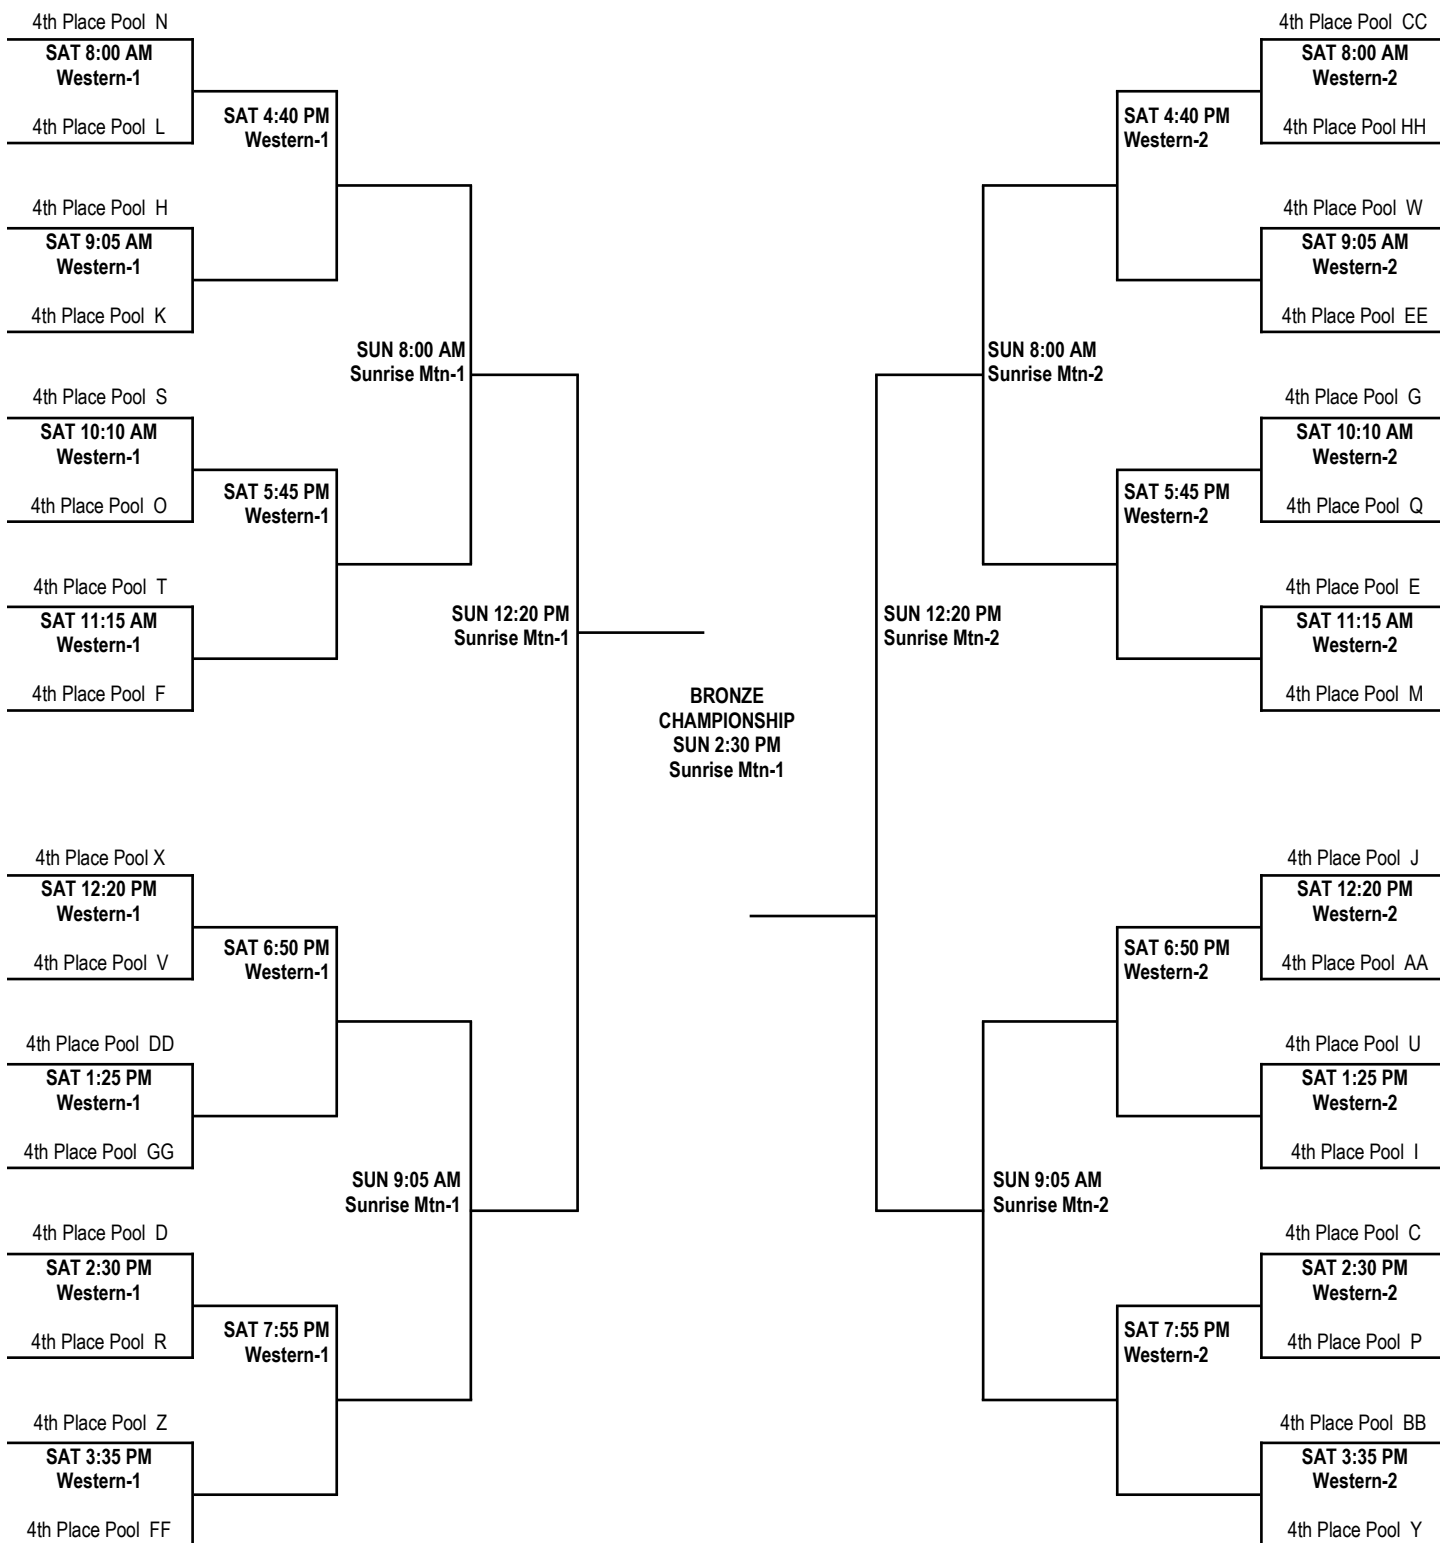 4th Place Pool N
SAT 8:00 AM
Western-1
4th Place Pool L
SAT 4:40 PM
Western-1
4th Place Pool H
SAT 9:05 AM
Western-1
4th Place Pool K
SUN 8:00 AM
Sunrise Mtn-1
4th Place Pool S
SAT 10:10 AM
Western-1
4th Place Pool O
SAT 5:45 PM
Western-1
4th Place Pool T
SAT 11:15 AM
Western-1
4th Place Pool F
SUN 12:20 PM
Sunrise Mtn-1
4th Place Pool X
SAT 12:20 PM
Western-1
4th Place Pool V
SAT 6:50 PM
Western-1
4th Place Pool DD
SAT 1:25 PM
Western-1
4th Place Pool GG
SUN 9:05 AM
Sunrise Mtn-1
4th Place Pool D
SAT 2:30 PM
Western-1
4th Place Pool R
SAT 7:55 PM
Western-1
4th Place Pool Z
SAT 3:35 PM
Western-1
4th Place Pool FF
BRONZE
CHAMPIONSHIP
SUN 2:30 PM
Sunrise Mtn-1
4th Place Pool CC
SAT 8:00 AM
Western-2
4th Place Pool HH
SAT 4:40 PM
Western-2
4th Place Pool W
SAT 9:05 AM
Western-2
4th Place Pool EE
SUN 8:00 AM
Sunrise Mtn-2
4th Place Pool G
SAT 10:10 AM
Western-2
4th Place Pool Q
SAT 5:45 PM
Western-2
4th Place Pool E
SAT 11:15 AM
Western-2
4th Place Pool M
SUN 12:20 PM
Sunrise Mtn-2
4th Place Pool J
SAT 12:20 PM
Western-2
4th Place Pool AA
SAT 6:50 PM
Western-2
4th Place Pool U
SAT 1:25 PM
Western-2
4th Place Pool I
SUN 9:05 AM
Sunrise Mtn-2
4th Place Pool C
SAT 2:30 PM
Western-2
4th Place Pool P
SAT 7:55 PM
Western-2
4th Place Pool BB
SAT 3:35 PM
Western-2
4th Place Pool Y